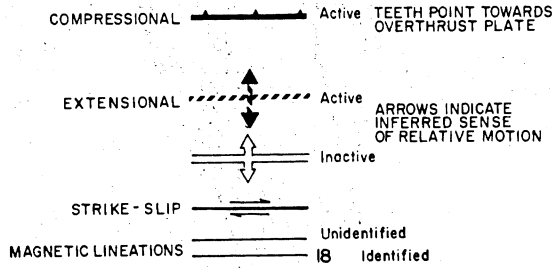 COMPRESSIONAL Active TEETH POINT TOWARDS
OVERTHRUST PLATE
EXTENSIONAL Active
ARROWS INDICATE
INFERRED SENSE
OF RELATIVE MOTION
Inactive
STRIKE-SLIP
Unidentified
MAGNETIC LINEATIONS
18 Identified